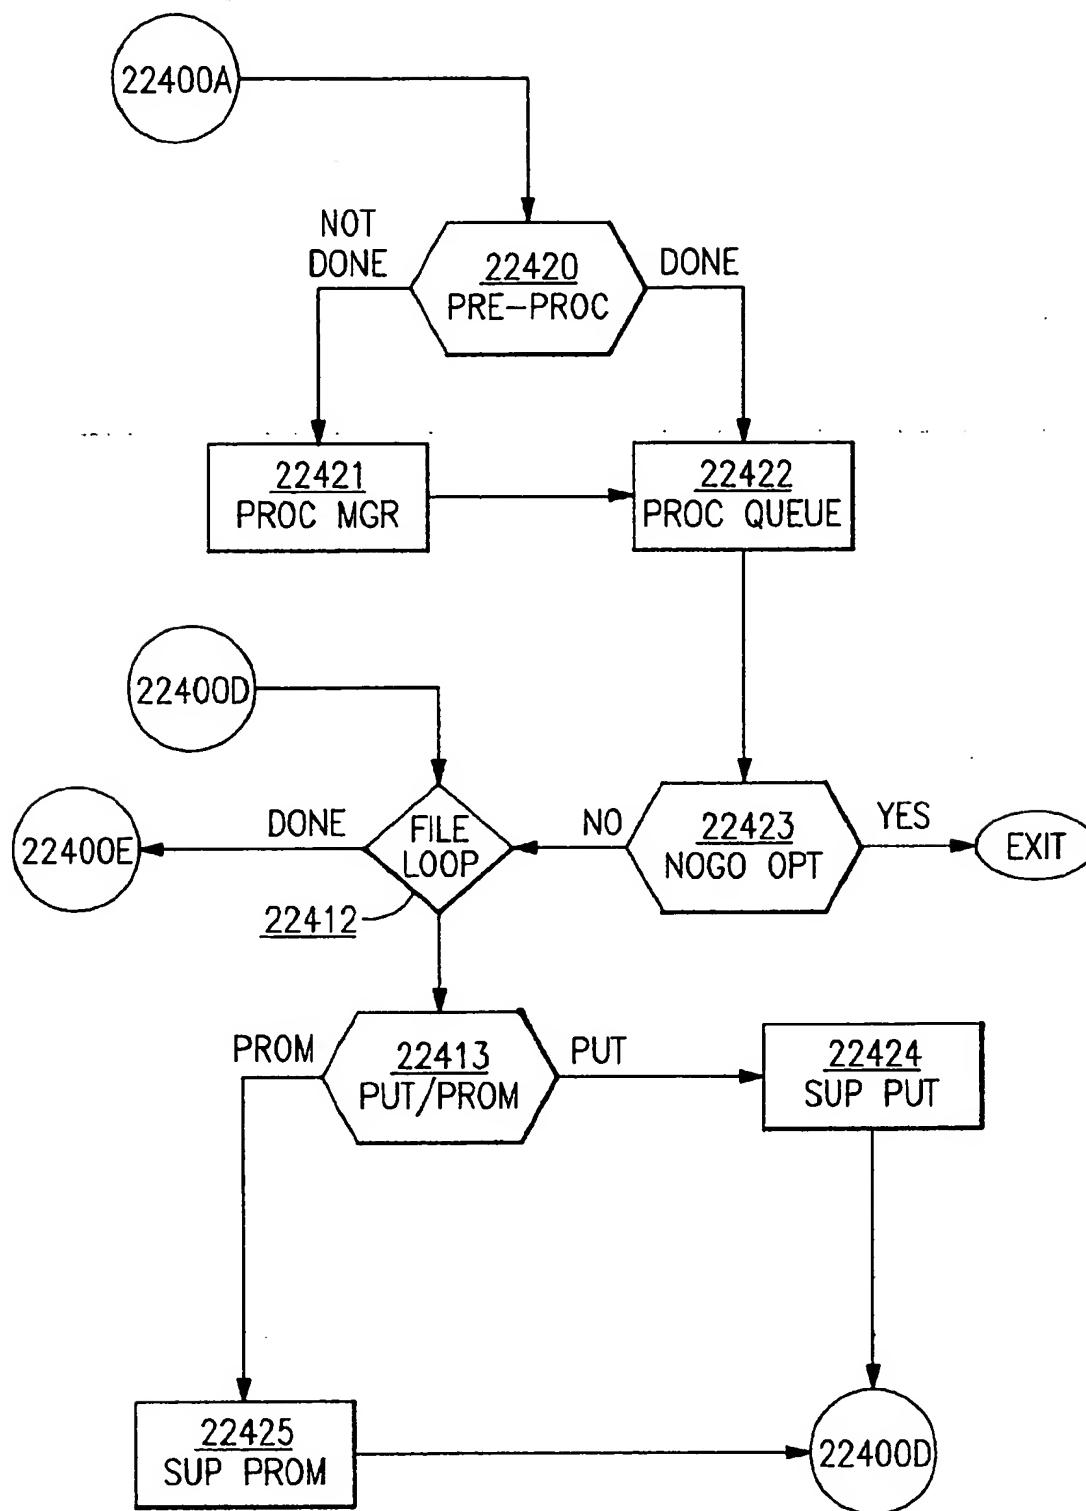 22400A
NOT
DONE
22420
PRE-PROC
DONE
22421
PROC MGR
22422
PROC QUEUE
22400D
22400E
DONE
FILE
LOOP
22412
NO
22423
NOGO OPT
YES
EXIT
PROM
22413
PUT/PROM
PUT
22424
SUP PUT
22425
SUP PROM
22400D